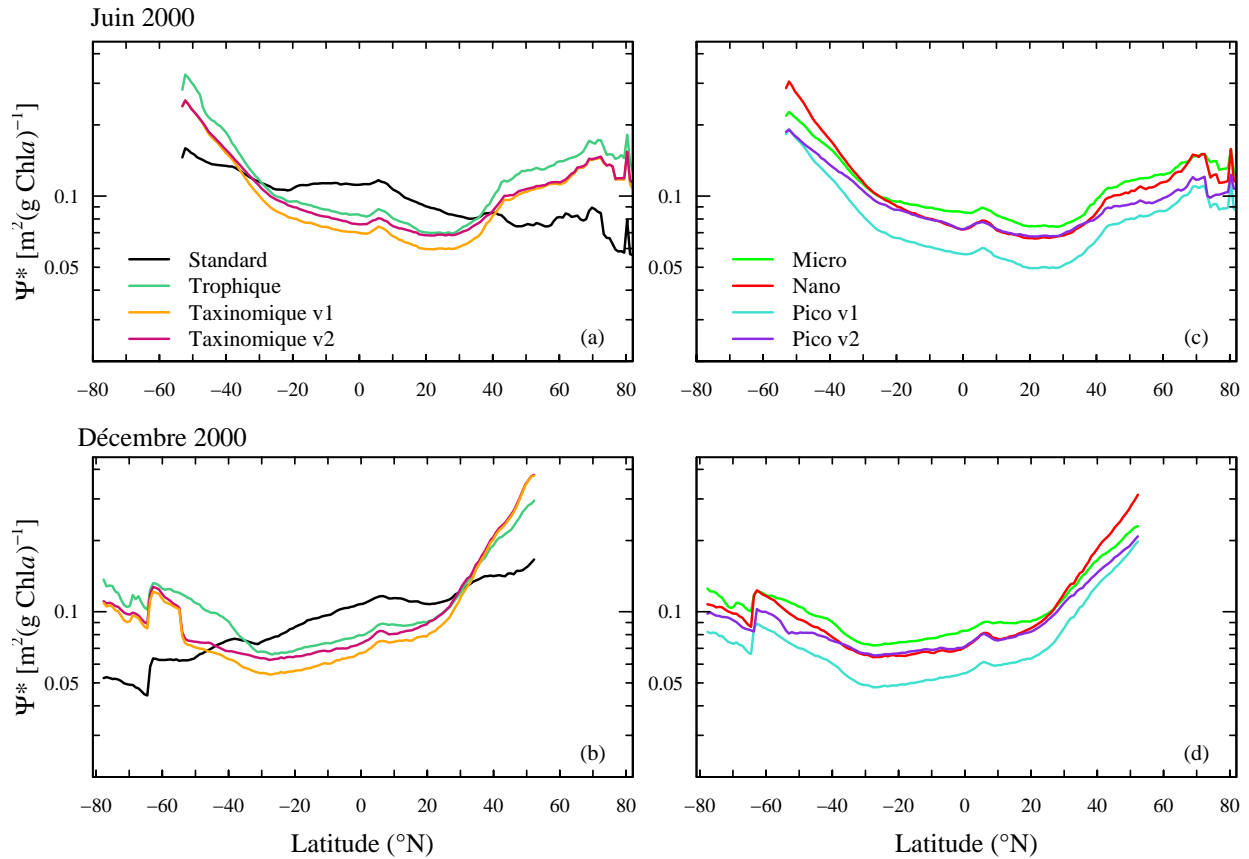 Juin 2000
Ψ* [m²(g Chla)⁻¹]
0.1
0.05
Standard
Trophique
Taxinomique v1
Taxinomique v2
(a)
−80 −60 −40 −20 0 20 40 60 80
0.1
0.05
Micro
Nano
Pico v1
Pico v2
(c)
−80 −60 −40 −20 0 20 40 60 80
Décembre 2000
Ψ* [m²(g Chla)⁻¹]
0.1
0.05
(b)
−80 −60 −40 −20 0 20 40 60 80
Latitude (°N)
0.1
0.05
(d)
−80 −60 −40 −20 0 20 40 60 80
Latitude (°N)